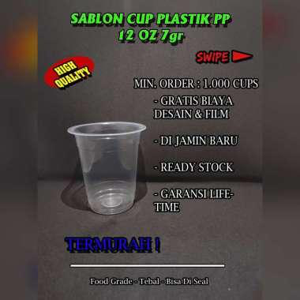 SABLON CUP PLASTIK PP
12 OZ 7gr
SWIPE
HIGH
QUALITY
MIN. ORDER : 1.000 CUPS
- GRATIS BIAYA
DESAIN & FILM
- DI JAMIN BARU
- READY STOCK
- GARANSI LIFE-
TIME
TERMURAH !
Food Grade - Tebal - Bisa Di Seal